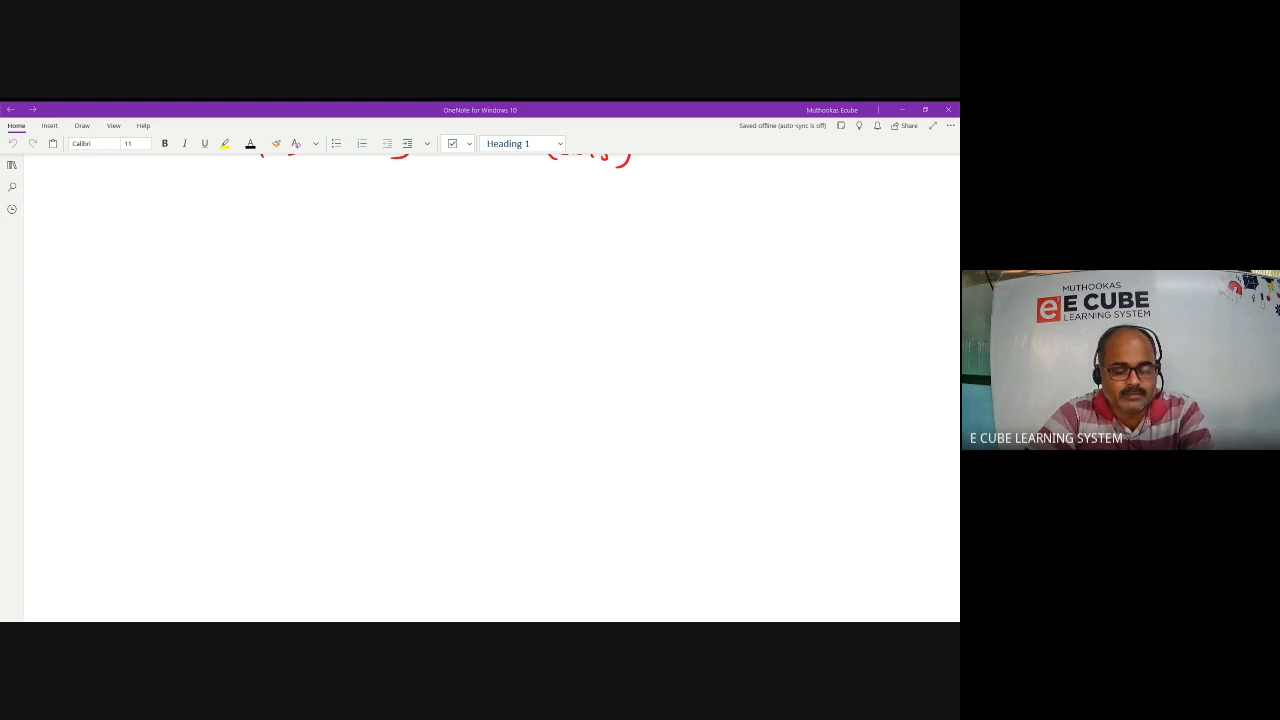 OneNote for Windows 10
Muthookas Ecube
Home Insert Draw View Help
Saved offline (auto-sync is off)
Share
Calibri 11
B I U A
Heading 1
MUTHOOKAS
e E CUBE
LEARNING SYSTEM
E CUBE LEARNING SYSTEM